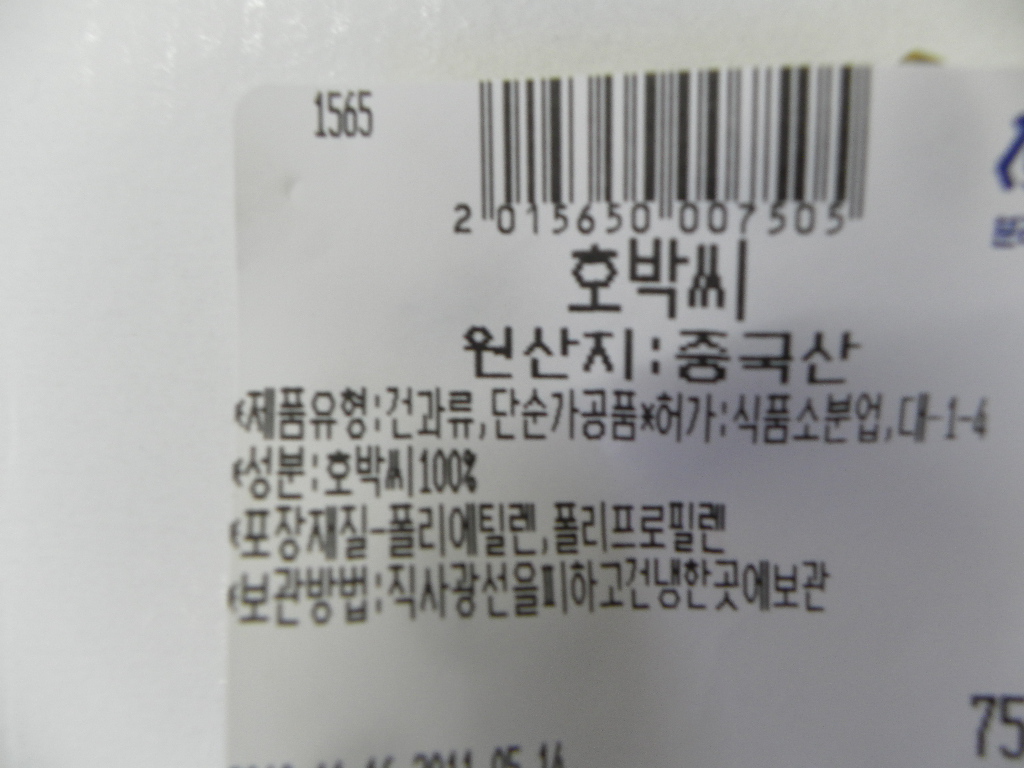 1565
2 015650 007505
호박씨
원산지:중국산
*제품유형:건과류,단순가공품*허가:식품소분업,대-1-4
*성분:호박씨100%
*포장재질-폴리에틸렌,폴리프로필렌
*보관방법:직사광선을피하고건냉한곳에보관
75
2011.05.14